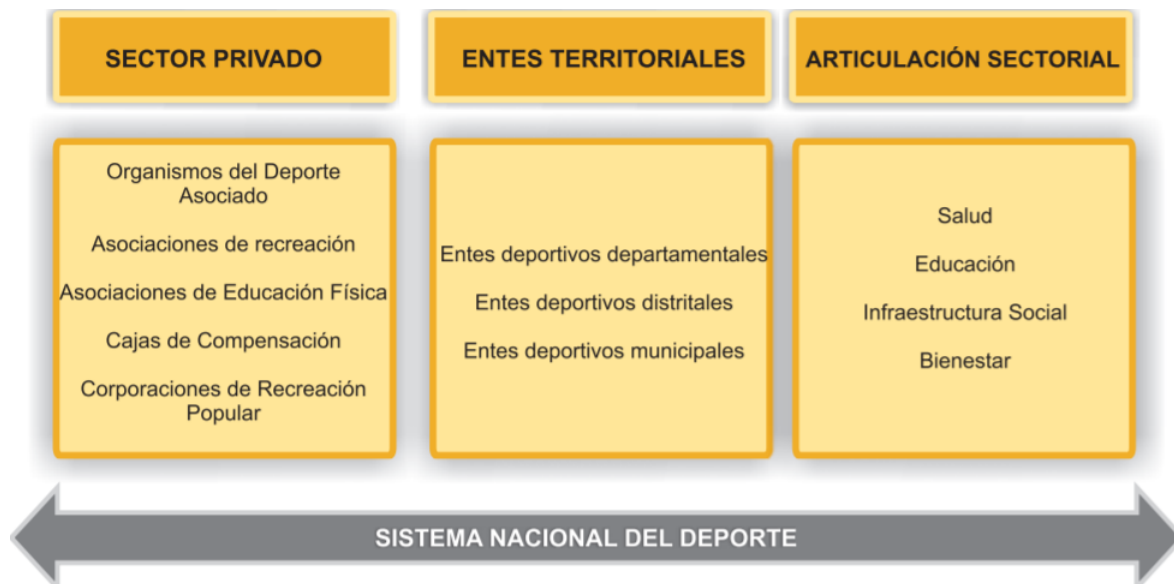 SECTOR PRIVADO
Organismos del Deporte
Asociado
Asociaciones de recreación
Asociaciones de Educación Física
Cajas de Compensación
Corporaciones de Recreación
Popular
ENTES TERRITORIALES
Entes deportivos departamentales
Entes deportivos distritales
Entes deportivos municipales
ARTICULACIÓN SECTORIAL
Salud
Educación
Infraestructura Social
Bienestar
SISTEMA NACIONAL DEL DEPORTE